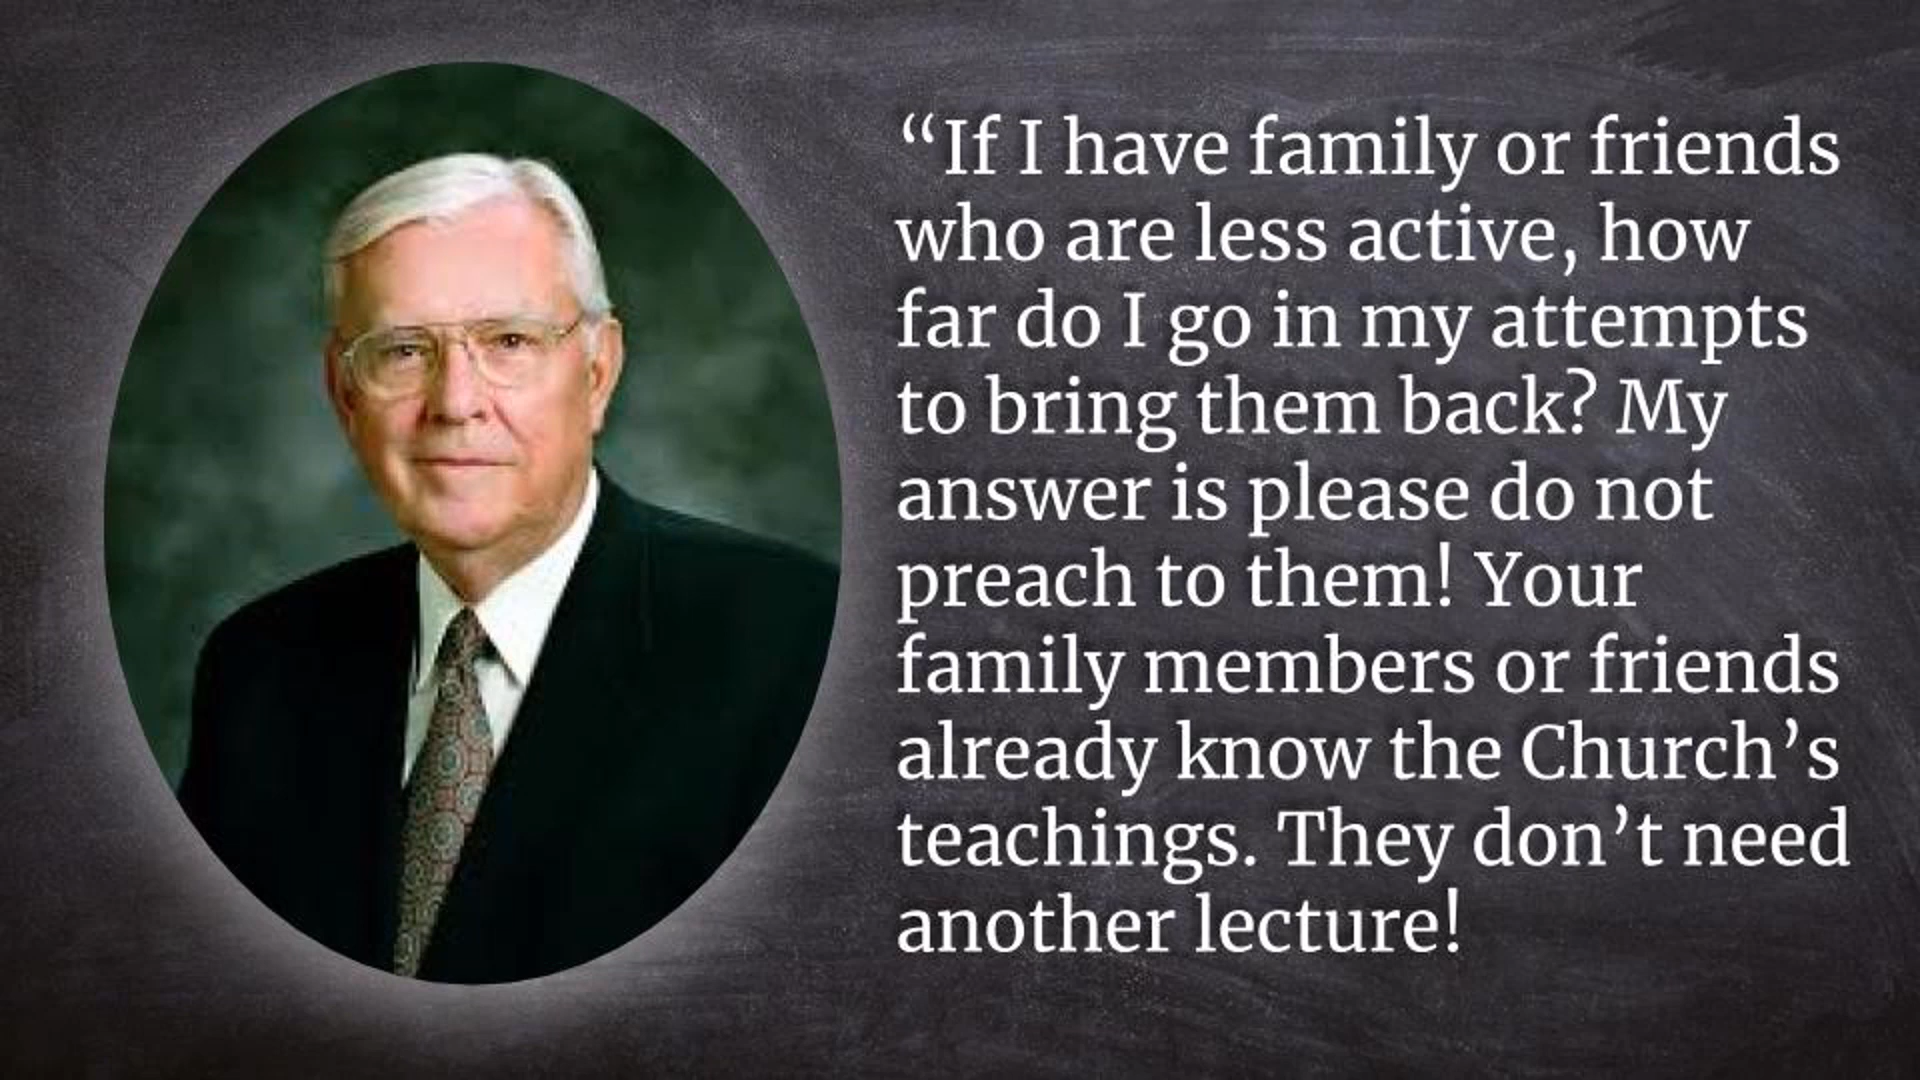 “If I have family or friends
who are less active, how
far do I go in my attempts
to bring them back? My
answer is please do not
preach to them! Your
family members or friends
already know the Church’s
teachings. They don’t need
another lecture!